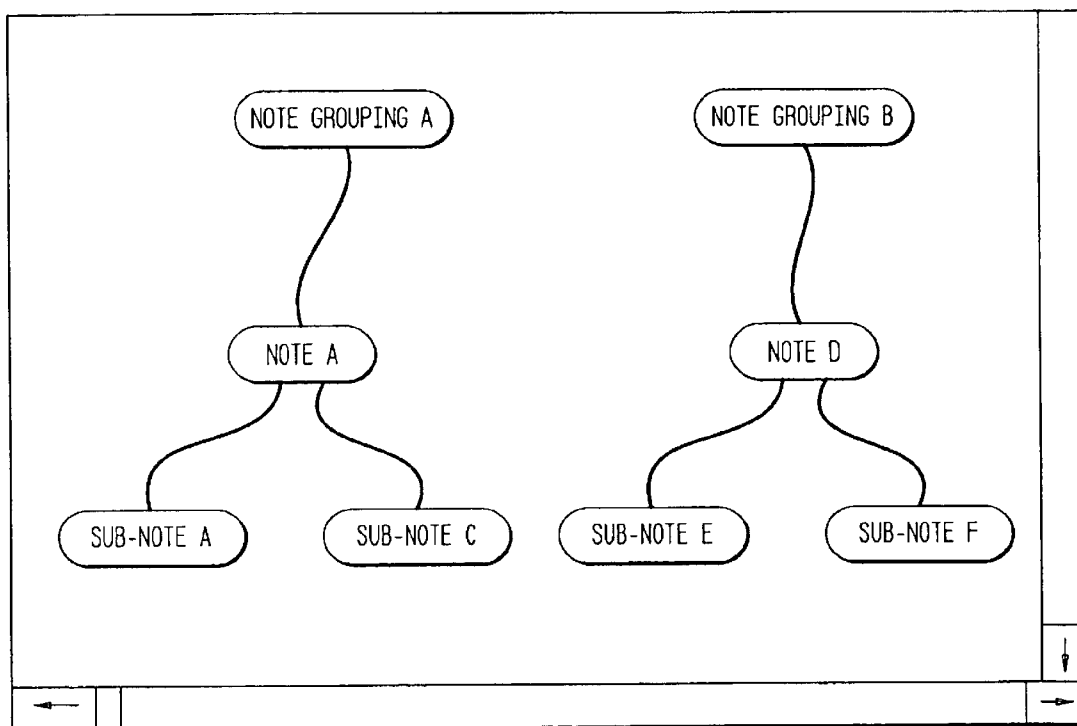 NOTE GROUPING A
NOTE GROUPING B
NOTE A
NOTE D
SUB-NOTE A
SUB-NOTE C
SUB-NOTE E
SUB-NOTE F